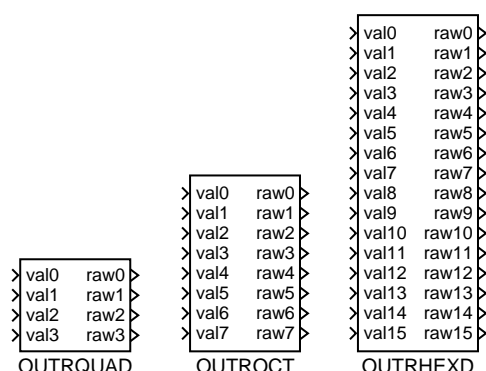 val0 raw0
val1 raw1
val2 raw2
val3 raw3
OUTRQUAD
val0 raw0
val1 raw1
val2 raw2
val3 raw3
val4 raw4
val5 raw5
val6 raw6
val7 raw7
OUTROCT
val0 raw0
val1 raw1
val2 raw2
val3 raw3
val4 raw4
val5 raw5
val6 raw6
val7 raw7
val8 raw8
val9 raw9
val10 raw10
val11 raw11
val12 raw12
val13 raw13
val14 raw14
val15 raw15
OUTRHEXD